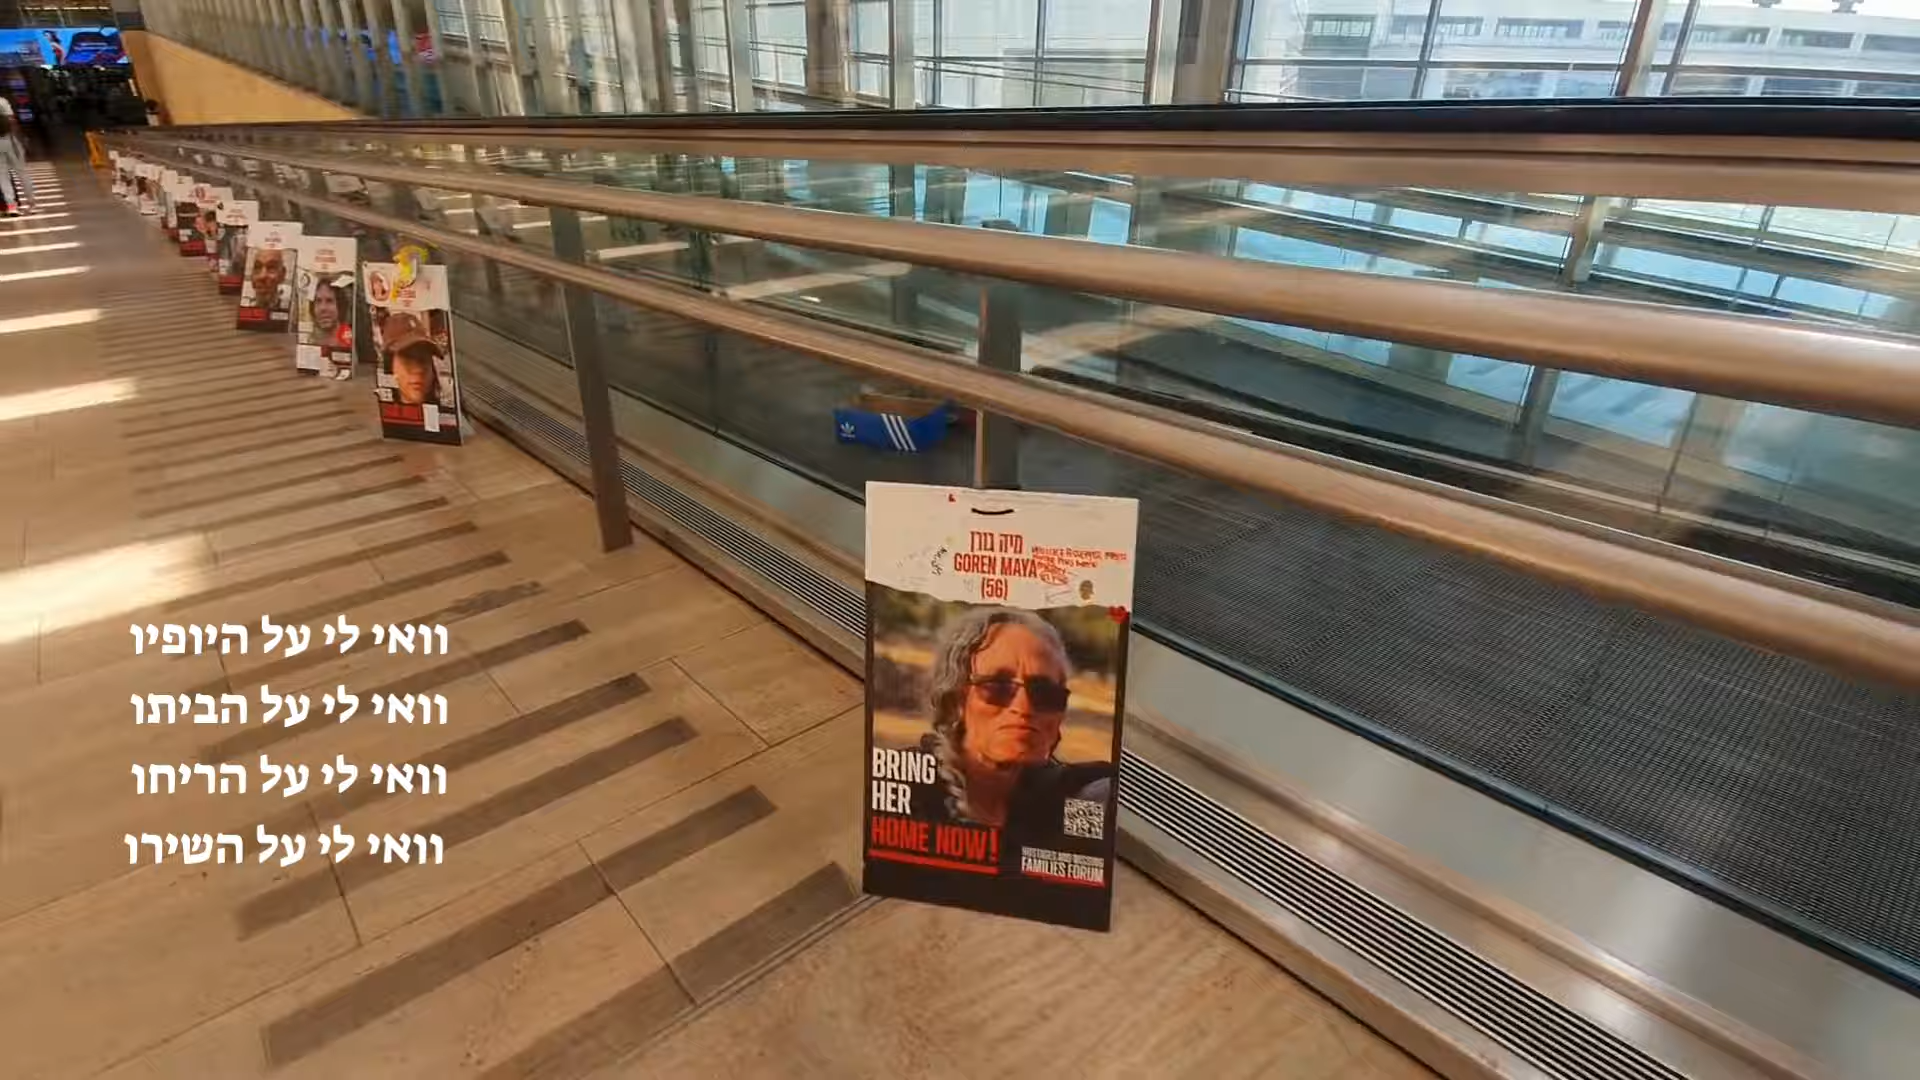 וואי לי על היופיו
וואי לי על הביתו
וואי לי על הריחו
וואי לי על השירו
מיה גורן
GOREN MAYA
(56)
BRING
HER
HOME NOW!
HOSTAGES AND MISSING
FAMILIES FORUM